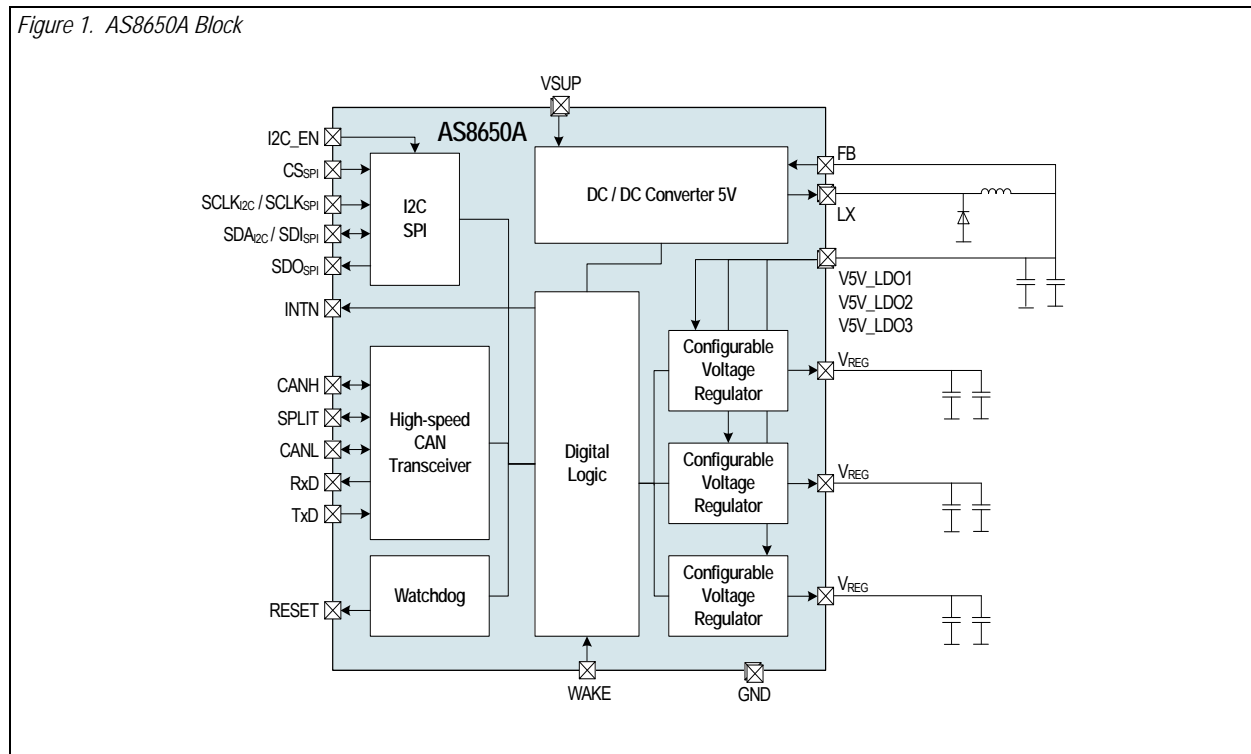 Figure 1. AS8650A Block
VSUP
AS8650A
I2C_EN
CSSPI
SCLKI2C / SCLKSPI
SDAI2C / SDISPI
SDOSPI
I2C
SPI
DC / DC Converter 5V
FB
LX
V5V_LDO1
V5V_LDO2
V5V_LDO3
INTN
CANH
SPLIT
CANL
RxD
TxD
High-speed
CAN
Transceiver
Digital
Logic
Configurable
Voltage
Regulator
VREG
Configurable
Voltage
Regulator
VREG
Configurable
Voltage
Regulator
VREG
Watchdog
RESET
WAKE
GND